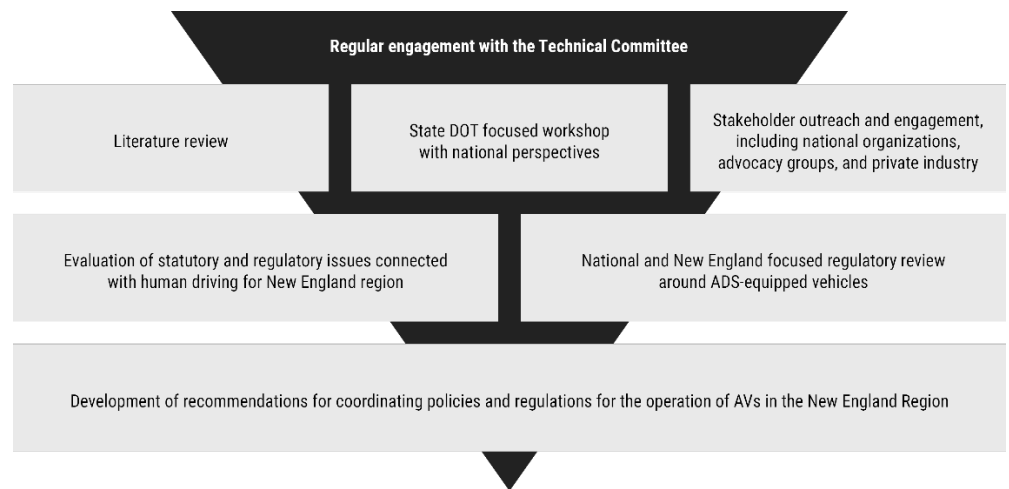 Regular engagement with the Technical Committee
Literature review
State DOT focused workshop
with national perspectives
Stakeholder outreach and engagement,
including national organizations,
advocacy groups, and private industry
Evaluation of statutory and regulatory issues connected
with human driving for New England region
National and New England focused regulatory review
around ADS-equipped vehicles
Development of recommendations for coordinating policies and regulations for the operation of AVs in the New England Region